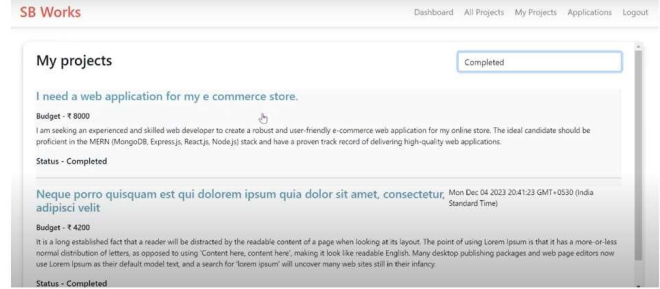 SB Works
Dashboard All Projects My Projects Applications Logout
My projects
Completed
I need a web application for my e commerce store.
Budget - ₹ 8000
I am seeking an experienced and skilled web developer to create a robust and user-friendly e-commerce web application for my online store. The ideal candidate should be
proficient in the MERN (MongoDB, Express.js, React.js, Node.js) stack and have a proven track record of delivering high-quality web applications.
Status - Completed
Neque porro quisquam est qui dolorem ipsum quia dolor sit amet, consectetur,
adipisci velit
Mon Dec 04 2023 20:41:23 GMT+0530 (India
Standard Time)
Budget - ₹ 4200
It is a long established fact that a reader will be distracted by the readable content of a page when looking at its layout. The point of using Lorem Ipsum is that it has a more-or-less
normal distribution of letters, as opposed to using 'Content here, content here', making it look like readable English. Many desktop publishing packages and web page editors now
use Lorem Ipsum as their default model text, and a search for 'lorem ipsum' will uncover many web sites still in their infancy.
Status - Completed